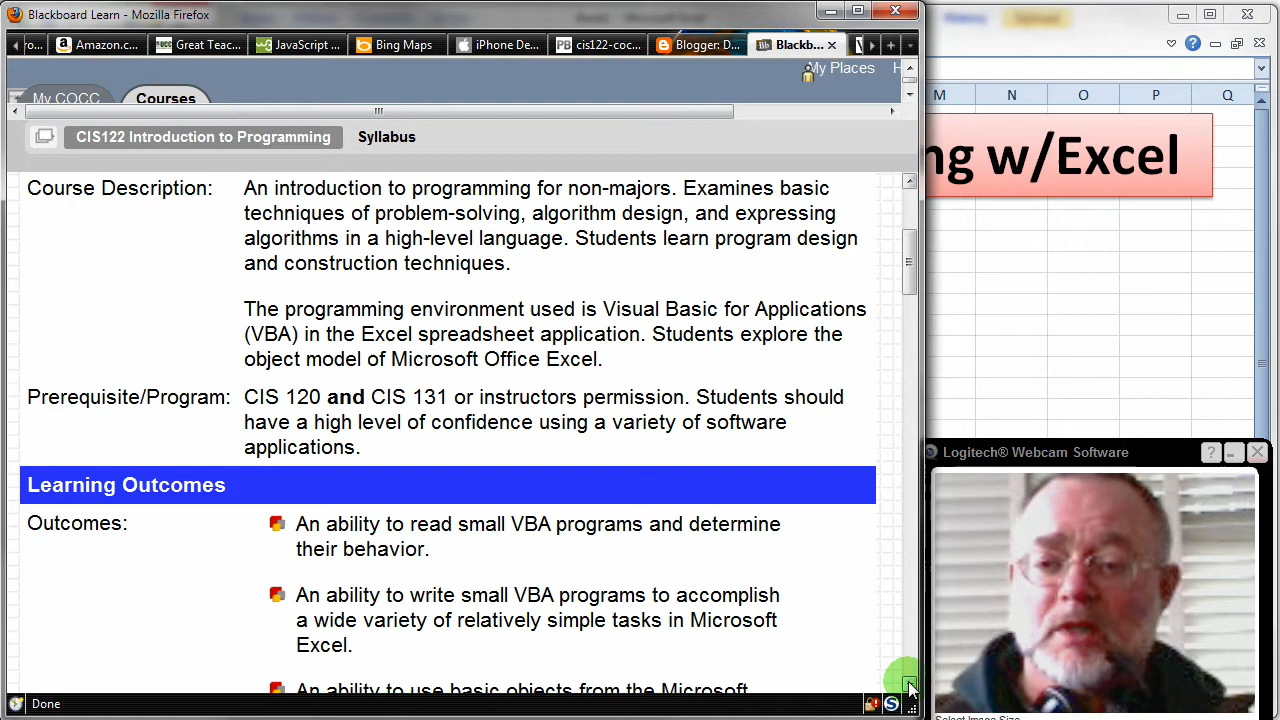 Blackboard Learn - Mozilla Firefox
ro...
Amazon.c...
Great Teac...
JavaScript ...
Bing Maps
iPhone De...
cis122-coc...
Blogger: D...
Blackb...
My Places
My COCC
Courses
CIS122 Introduction to Programming
Syllabus
Course Description: An introduction to programming for non-majors. Examines basic
techniques of problem-solving, algorithm design, and expressing
algorithms in a high-level language. Students learn program design
and construction techniques.
The programming environment used is Visual Basic for Applications
(VBA) in the Excel spreadsheet application. Students explore the
object model of Microsoft Office Excel.
Prerequisite/Program: CIS 120 and CIS 131 or instructors permission. Students should
have a high level of confidence using a variety of software
applications.
Learning Outcomes
Outcomes: An ability to read small VBA programs and determine
their behavior.
An ability to write small VBA programs to accomplish
a wide variety of relatively simple tasks in Microsoft
Excel.
An ability to use basic objects from the Microsoft
Done
M N O P Q
ng w/Excel
Logitech® Webcam Software
Select Image Size